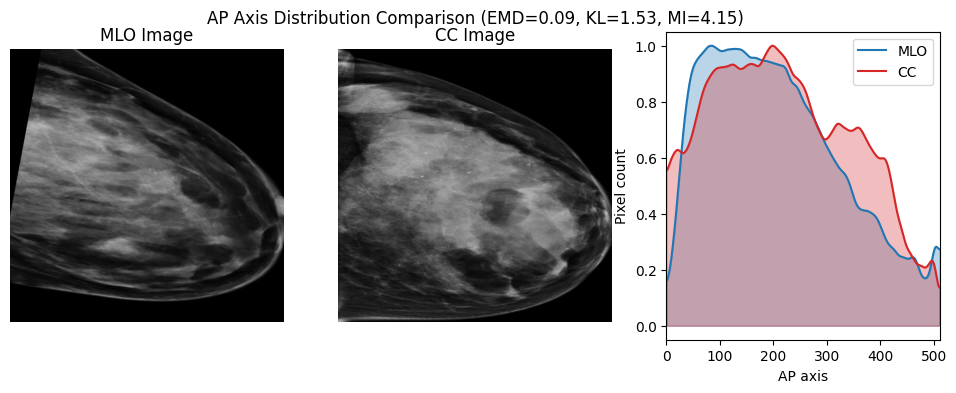 AP Axis Distribution Comparison (EMD=0.09, KL=1.53, MI=4.15)
MLO Image
CC Image
MLO
CC
Pixel count
1.0
0.8
0.6
0.4
0.2
0.0
0 100 200 300 400 500
AP axis